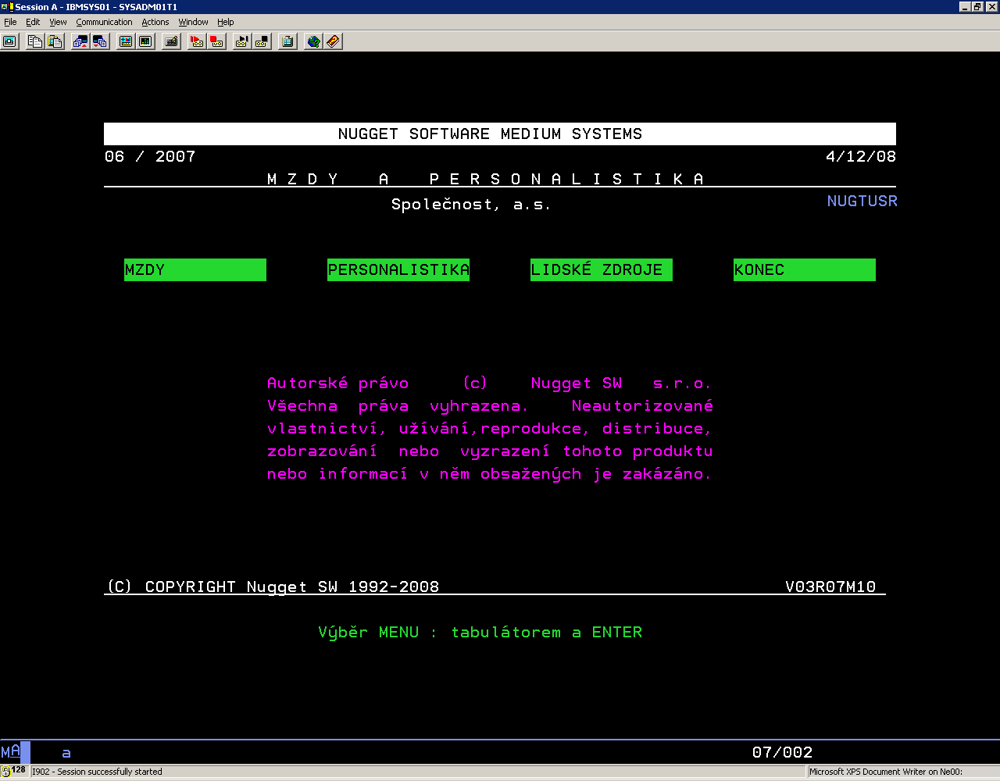 Session A - IBMSYS01 - SYSADM01T1
File Edit View Communication Actions Window Help
NUGGET SOFTWARE MEDIUM SYSTEMS
06 / 2007 4/12/08
M Z D Y   A   P E R S O N A L I S T I K A
Společnost, a.s. NUGTUSR
MZDY PERSONALISTIKA LIDSKÉ ZDROJE KONEC
Autorské právo (c) Nugget SW s.r.o.
Všechna práva vyhrazena. Neautorizované
vlastnictví, užívání,reprodukce, distribuce,
zobrazování nebo vyzrazení tohoto produktu
nebo informací v něm obsažených je zakázáno.
(C) COPYRIGHT Nugget SW 1992-2008 V03R07M10
Výběr MENU : tabulátorem a ENTER
MA a 07/002
128 I902 - Session successfully started Microsoft XPS Document Writer on Ne00: